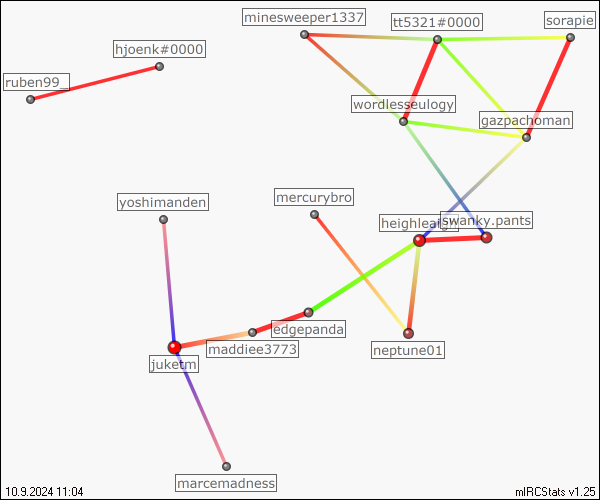 minesweeper1337
tt5321#0000
sorapie
hjoenk#0000
ruben99_
wordlesseulogy
gazpachoman
yoshimanden
mercurybro
swanky.pants
edgepanda
maddiee3773
neptune01
juketm
marcemadness
10.9.2024 11:04
mIRCStats v1.25